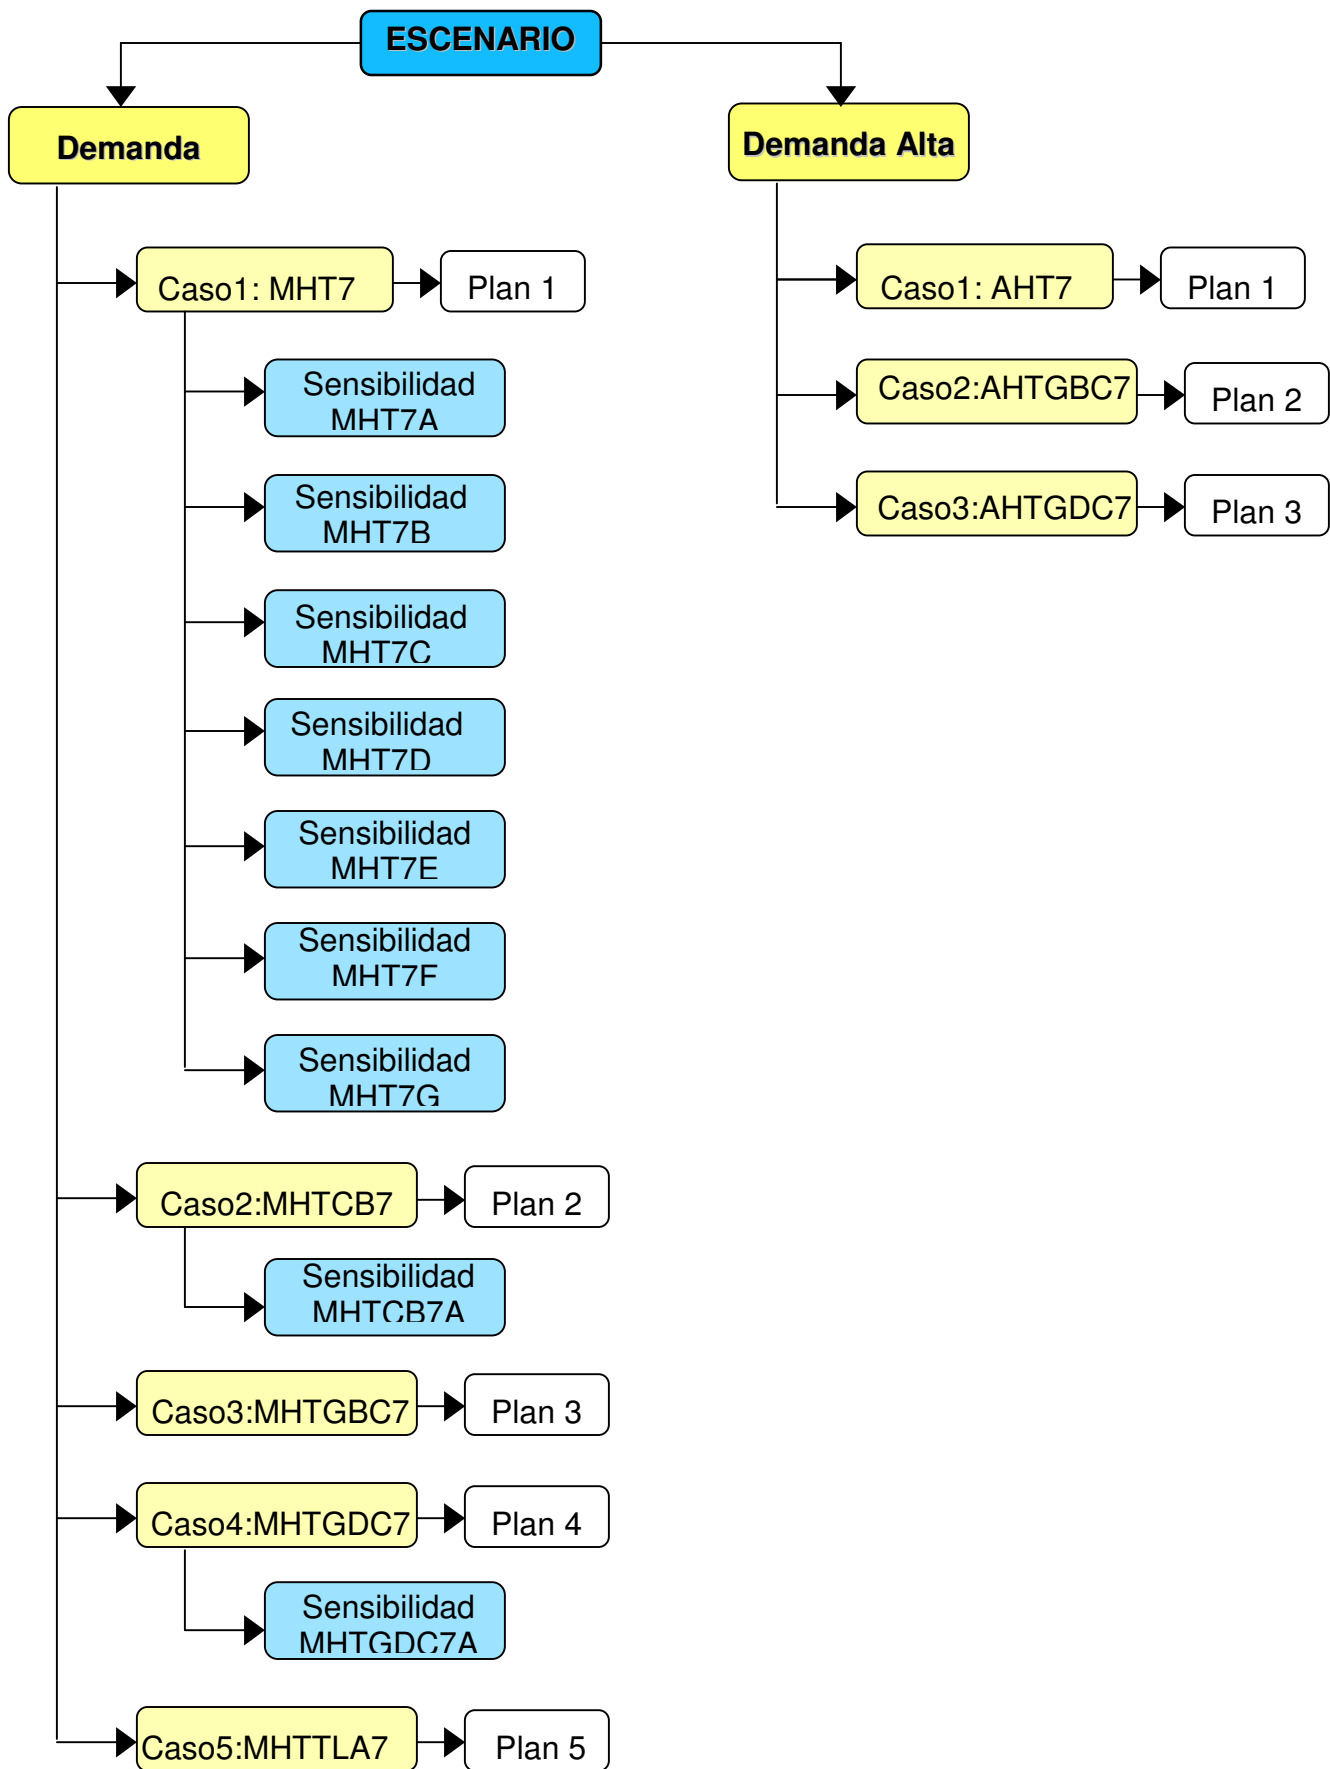 ESCENARIO
Demanda
Demanda Alta
Caso1: MHT7
Plan 1
Sensibilidad
MHT7A
Sensibilidad
MHT7B
Sensibilidad
MHT7C
Sensibilidad
MHT7D
Sensibilidad
MHT7E
Sensibilidad
MHT7F
Sensibilidad
MHT7G
Caso2:MHTCB7
Plan 2
Sensibilidad
MHTCB7A
Caso3:MHTGBC7
Plan 3
Caso4:MHTGDC7
Plan 4
Sensibilidad
MHTGDC7A
Caso5:MHTTLA7
Plan 5
Caso1: AHT7
Plan 1
Caso2:AHTGBC7
Plan 2
Caso3:AHTGDC7
Plan 3